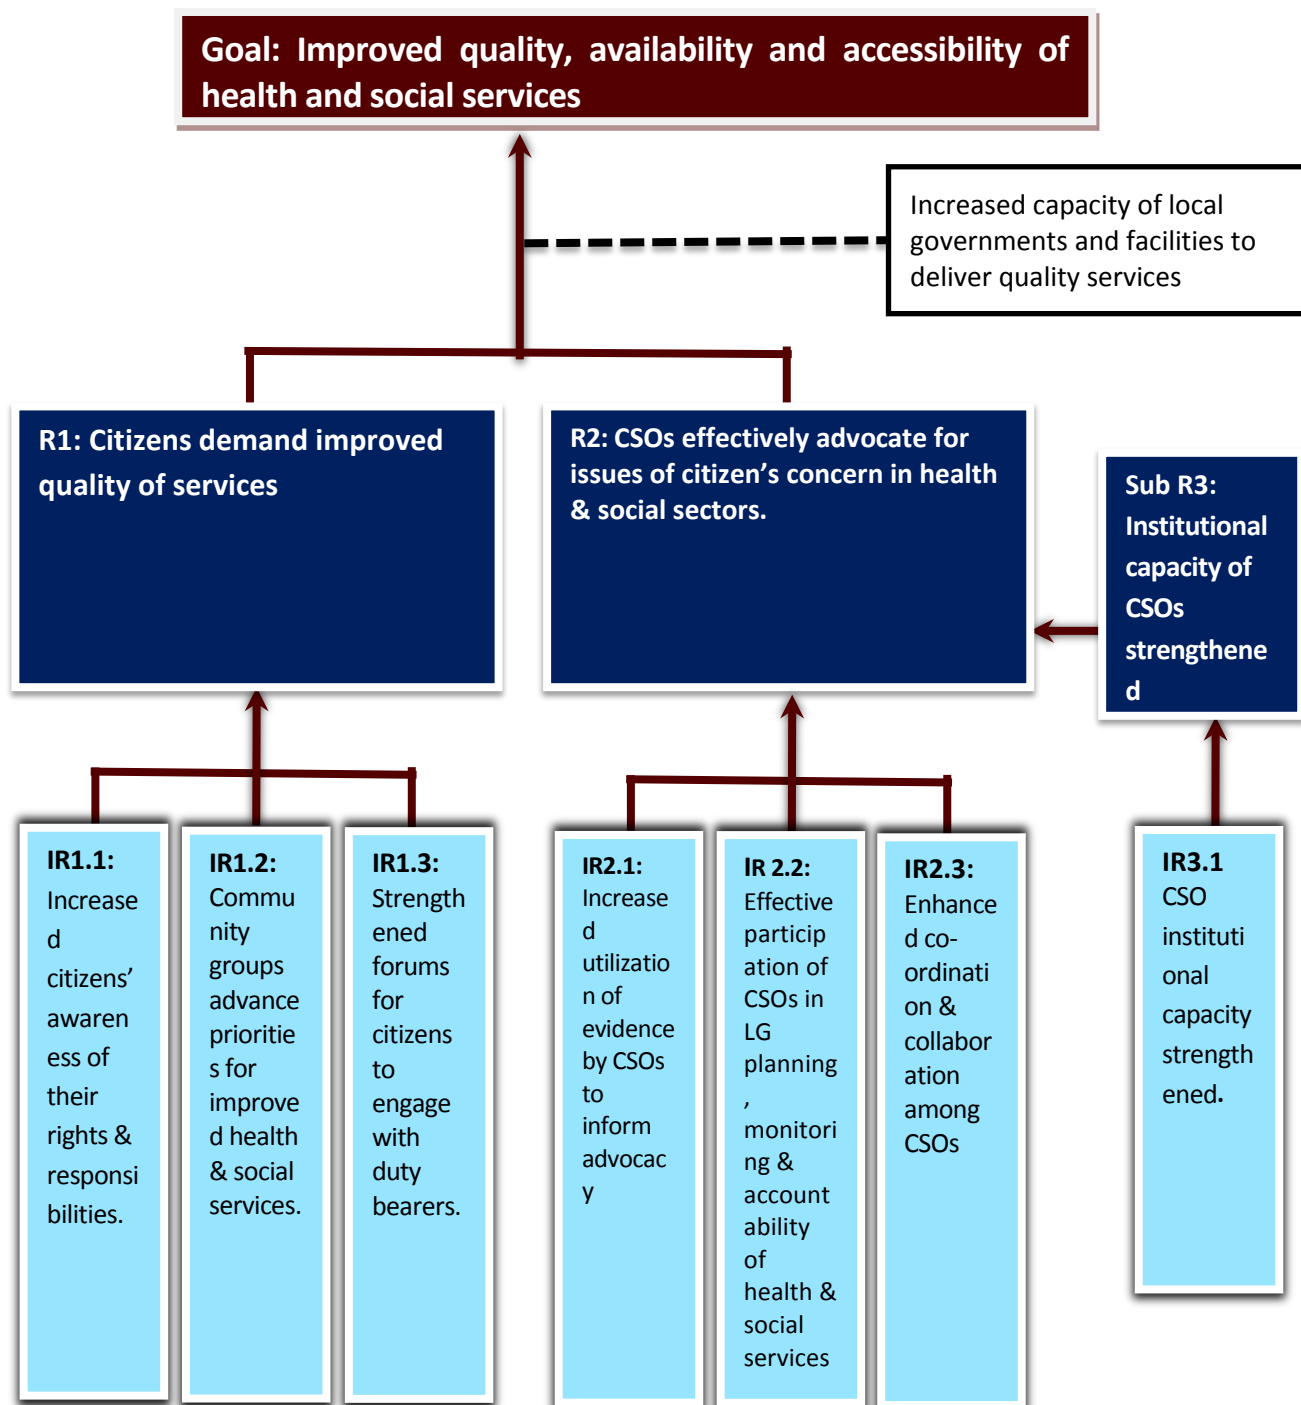 Goal: Improved quality, availability and accessibility of
health and social services
Increased capacity of local
governments and facilities to
deliver quality services
R1: Citizens demand improved
quality of services
R2: CSOs effectively advocate for
issues of citizen’s concern in health
& social sectors.
Sub R3:
Institutional
capacity of
CSOs
strengthene
d
IR1.1:
Increase
d
citizens’
awaren
ess of
their
rights &
responsi
bilities.
IR1.2:
Commu
nity
groups
advance
prioritie
s for
improve
d health
& social
services.
IR1.3:
Strength
ened
forums
for
citizens
to
engage
with
duty
bearers.
IR2.1:
Increase
d
utilizatio
n of
evidence
by CSOs
to
inform
advocac
y
IR 2.2:
Effective
particip
ation of
CSOs in
LG
planning
,
monitori
ng &
account
ability
of
health &
social
services
IR2.3:
Enhance
d co-
ordinati
on &
collabor
ation
among
CSOs
IR3.1
CSO
instituti
onal
capacity
strength
ened.